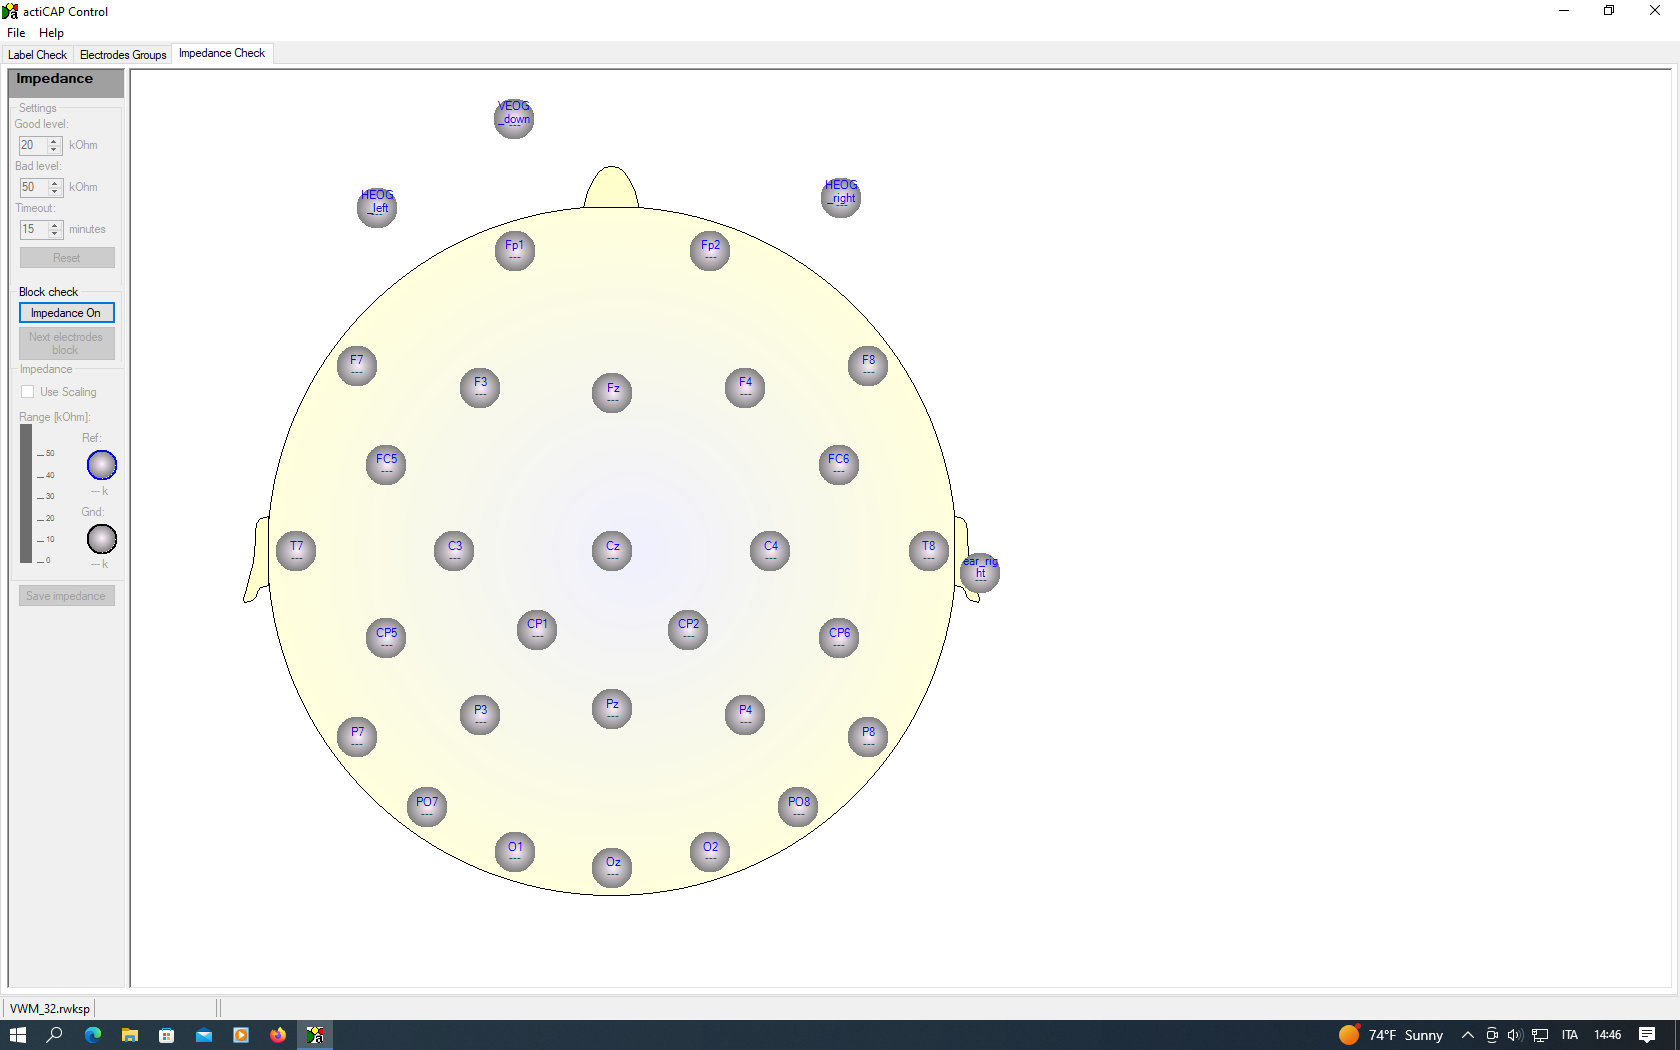 actiCAP Control
File Help
Label Check Electrodes Groups Impedance Check
Impedance
Settings
Good level:
20 kOhm
Bad level:
50 kOhm
Timeout:
15 minutes
Reset
Block check
Impedance On
Next electrodes
block
Impedance
Use Scaling
Range [kOhm]:
50
40
30
20
10
0
Ref:
--- k
Gnd:
--- k
Save impedance
VEOG
_down
---
HEOG
_left
---
HEOG
_right
---
Fp1
---
Fp2
---
F7
---
F3
---
Fz
---
F4
---
F8
---
FC5
---
FC6
---
T7
---
C3
---
Cz
---
C4
---
T8
---
ear_rig
ht
---
CP5
---
CP1
---
CP2
---
CP6
---
P7
---
P3
---
Pz
---
P4
---
P8
---
PO7
---
PO8
---
O1
---
Oz
---
O2
---
VWM_32.rwksp
74°F Sunny ITA 14:46